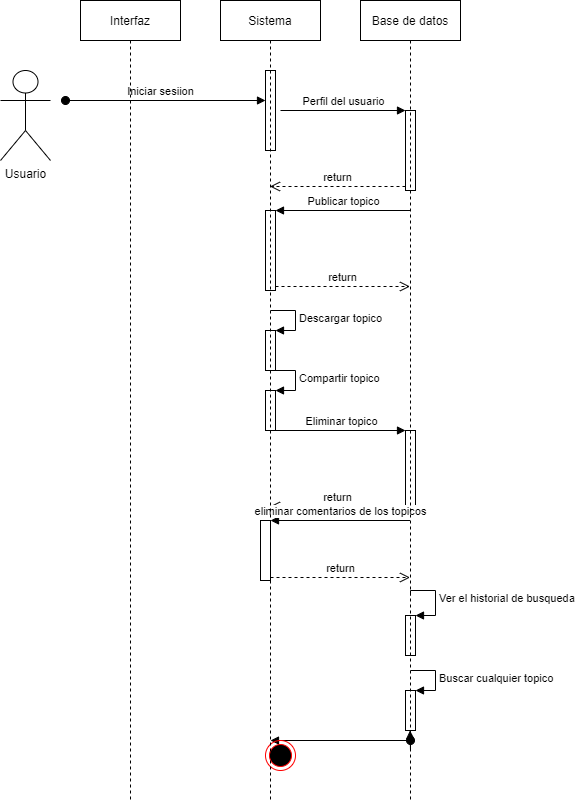 Interfaz
Sistema
Base de datos
Iniciar sesiion
Perfil del usuario
Usuario
return
Publicar topico
return
Descargar topico
Compartir topico
Eliminar topico
return
eliminar comentarios de los topicos
return
Ver el historial de busqueda
Buscar cualquier topico